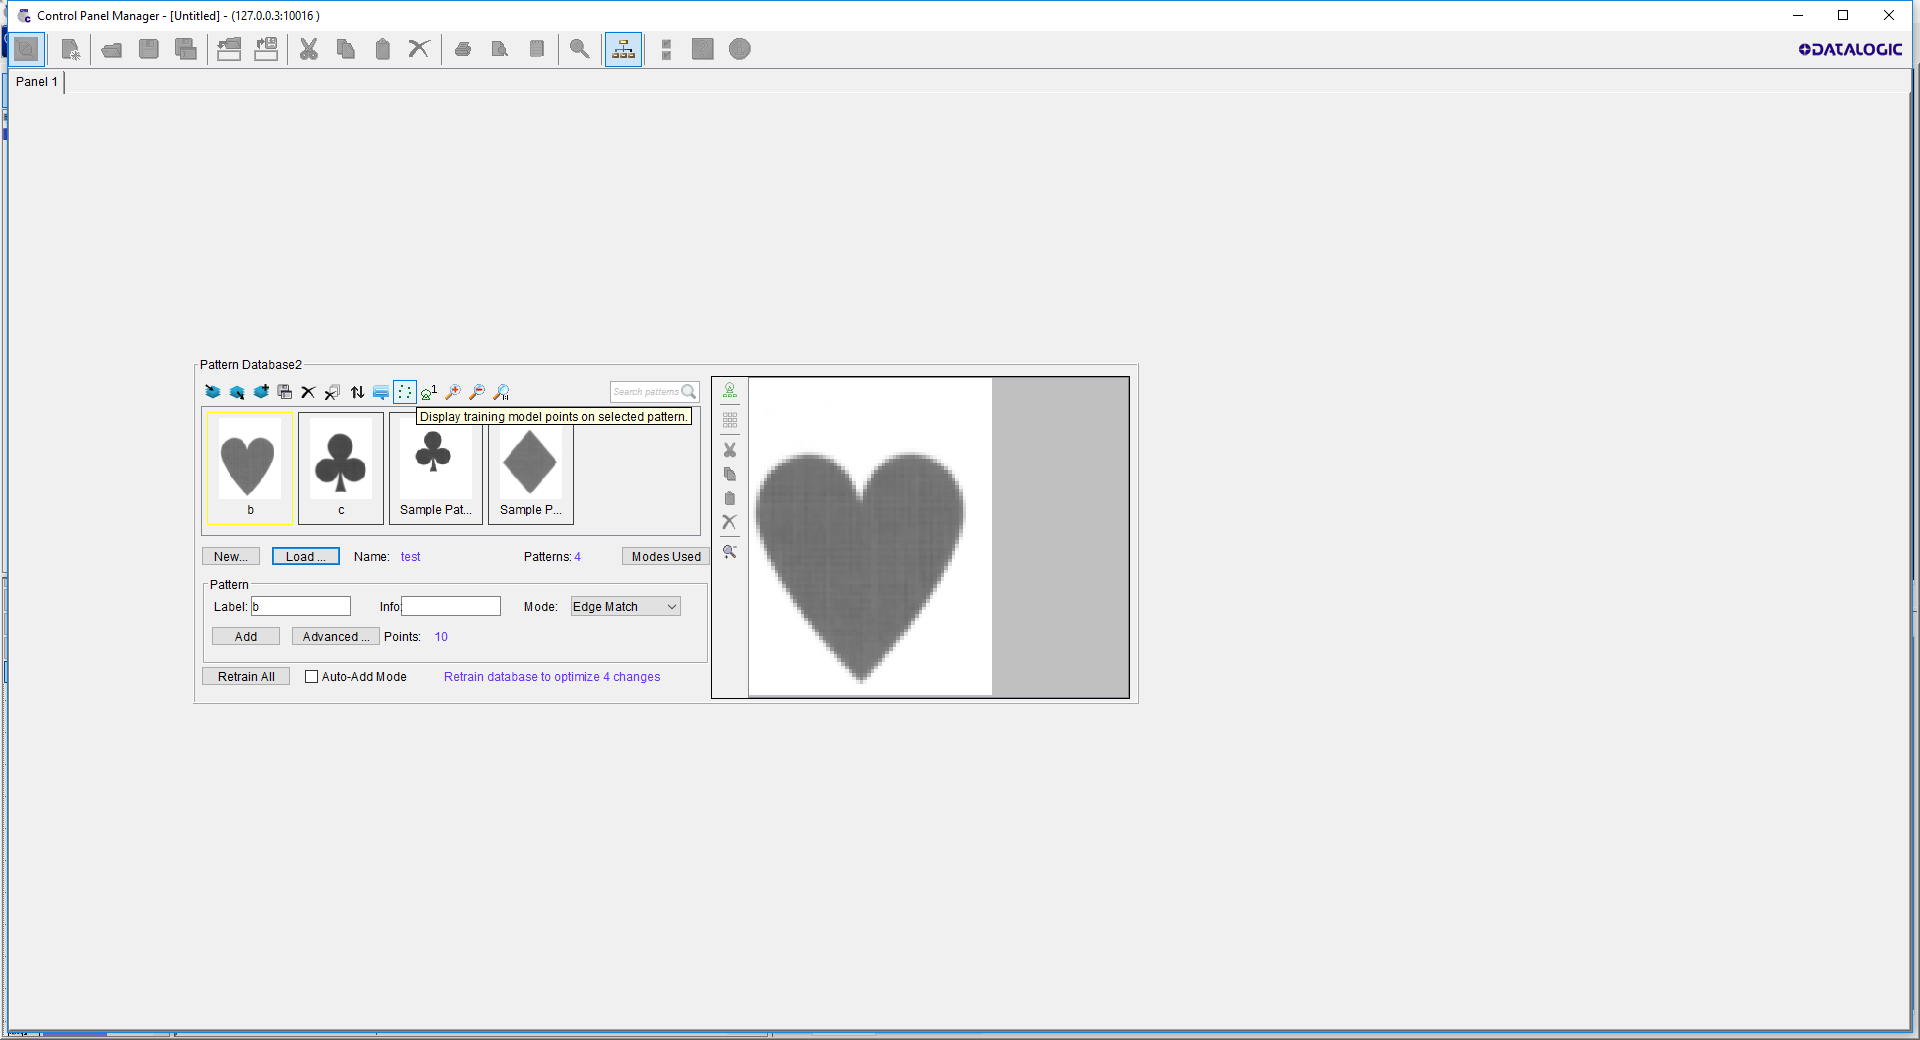 Control Panel Manager - [Untitled] - (127.0.0.3:10016 )
DATALOGIC
Panel 1
Pattern Database2
1
Search patterns
Display training model points on selected pattern.
b
c
Sample Pat...
Sample P...
New...
Load ...
Name:
test
Patterns: 4
Modes Used
Pattern
Label: b
Info:
Mode:
Edge Match
Add
Advanced ...
Points:
10
Retrain All
Auto-Add Mode
Retrain database to optimize 4 changes